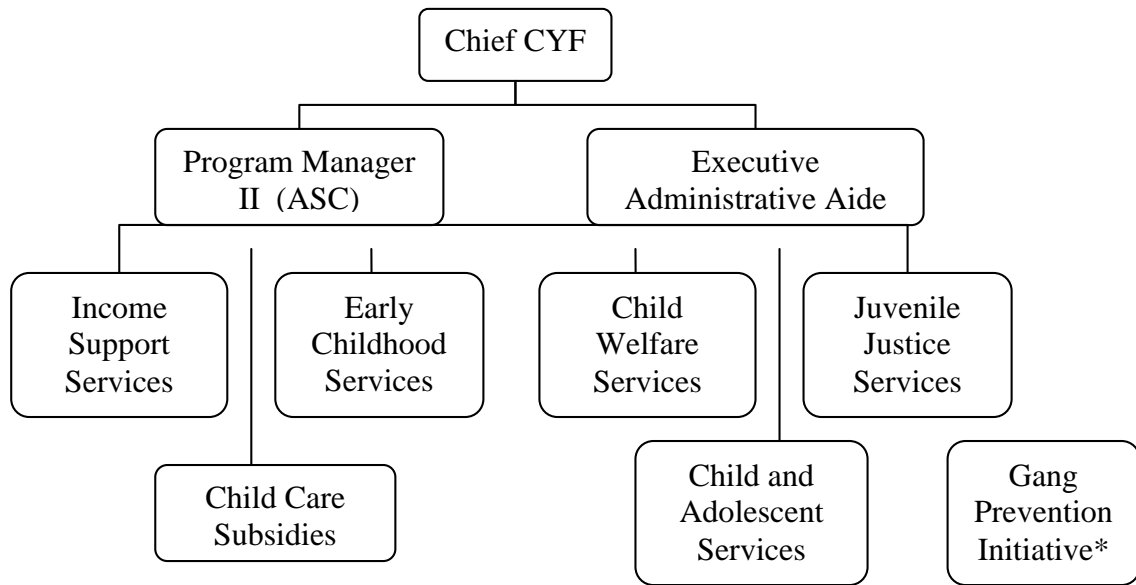 Chief CYF
Program Manager
II (ASC)
Executive
Administrative Aide
Income
Support
Services
Early
Childhood
Services
Child
Welfare
Services
Juvenile
Justice
Services
Child Care
Subsidies
Child and
Adolescent
Services
Gang
Prevention
Initiative*